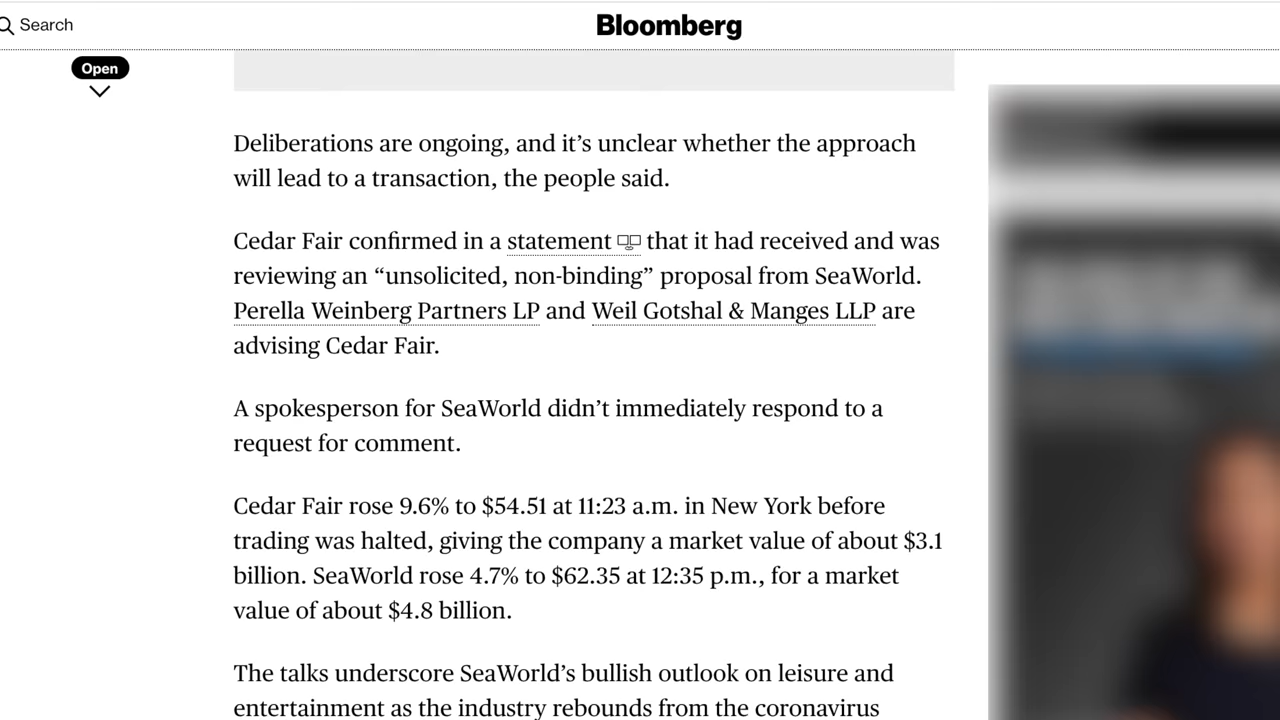 Search
Bloomberg
Open
Deliberations are ongoing, and it’s unclear whether the approach
will lead to a transaction, the people said.
Cedar Fair confirmed in a statement that it had received and was
reviewing an “unsolicited, non-binding” proposal from SeaWorld.
Perella Weinberg Partners LP and Weil Gotshal & Manges LLP are
advising Cedar Fair.
A spokesperson for SeaWorld didn’t immediately respond to a
request for comment.
Cedar Fair rose 9.6% to $54.51 at 11:23 a.m. in New York before
trading was halted, giving the company a market value of about $3.1
billion. SeaWorld rose 4.7% to $62.35 at 12:35 p.m., for a market
value of about $4.8 billion.
The talks underscore SeaWorld’s bullish outlook on leisure and
entertainment as the industry rebounds from the coronavirus